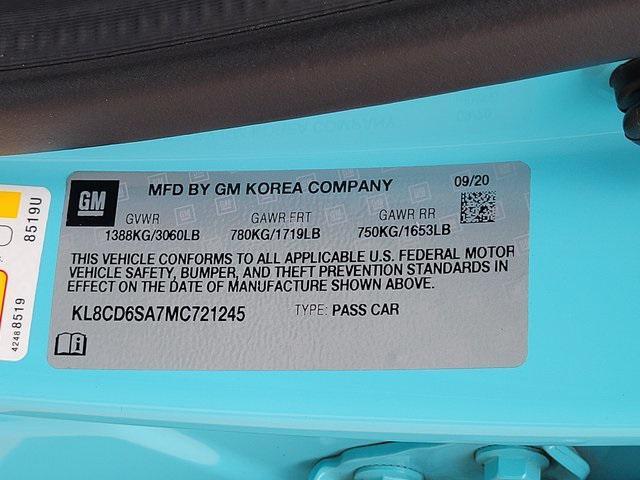 GM
MFD BY GM KOREA COMPANY
09/20
GVWR GAWR FRT GAWR RR
1388KG/3060LB 780KG/1719LB 750KG/1653LB
THIS VEHICLE CONFORMS TO ALL APPLICABLE U.S. FEDERAL MOTOR
VEHICLE SAFETY, BUMPER, AND THEFT PREVENTION STANDARDS IN
EFFECT ON THE DATE OF MANUFACTURE SHOWN ABOVE.
KL8CD6SA7MC721245 TYPE: PASS CAR
8519U
42488519